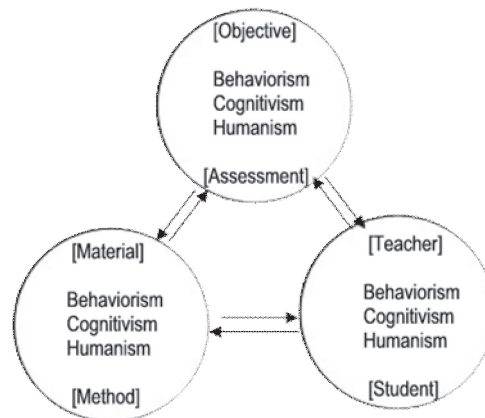 [Objective]
Behaviorism
Cognitivism
Humanism
[Assessment]
[Material]
Behaviorism
Cognitivism
Humanism
[Method]
[Teacher]
Behaviorism
Cognitivism
Humanism
[Student]